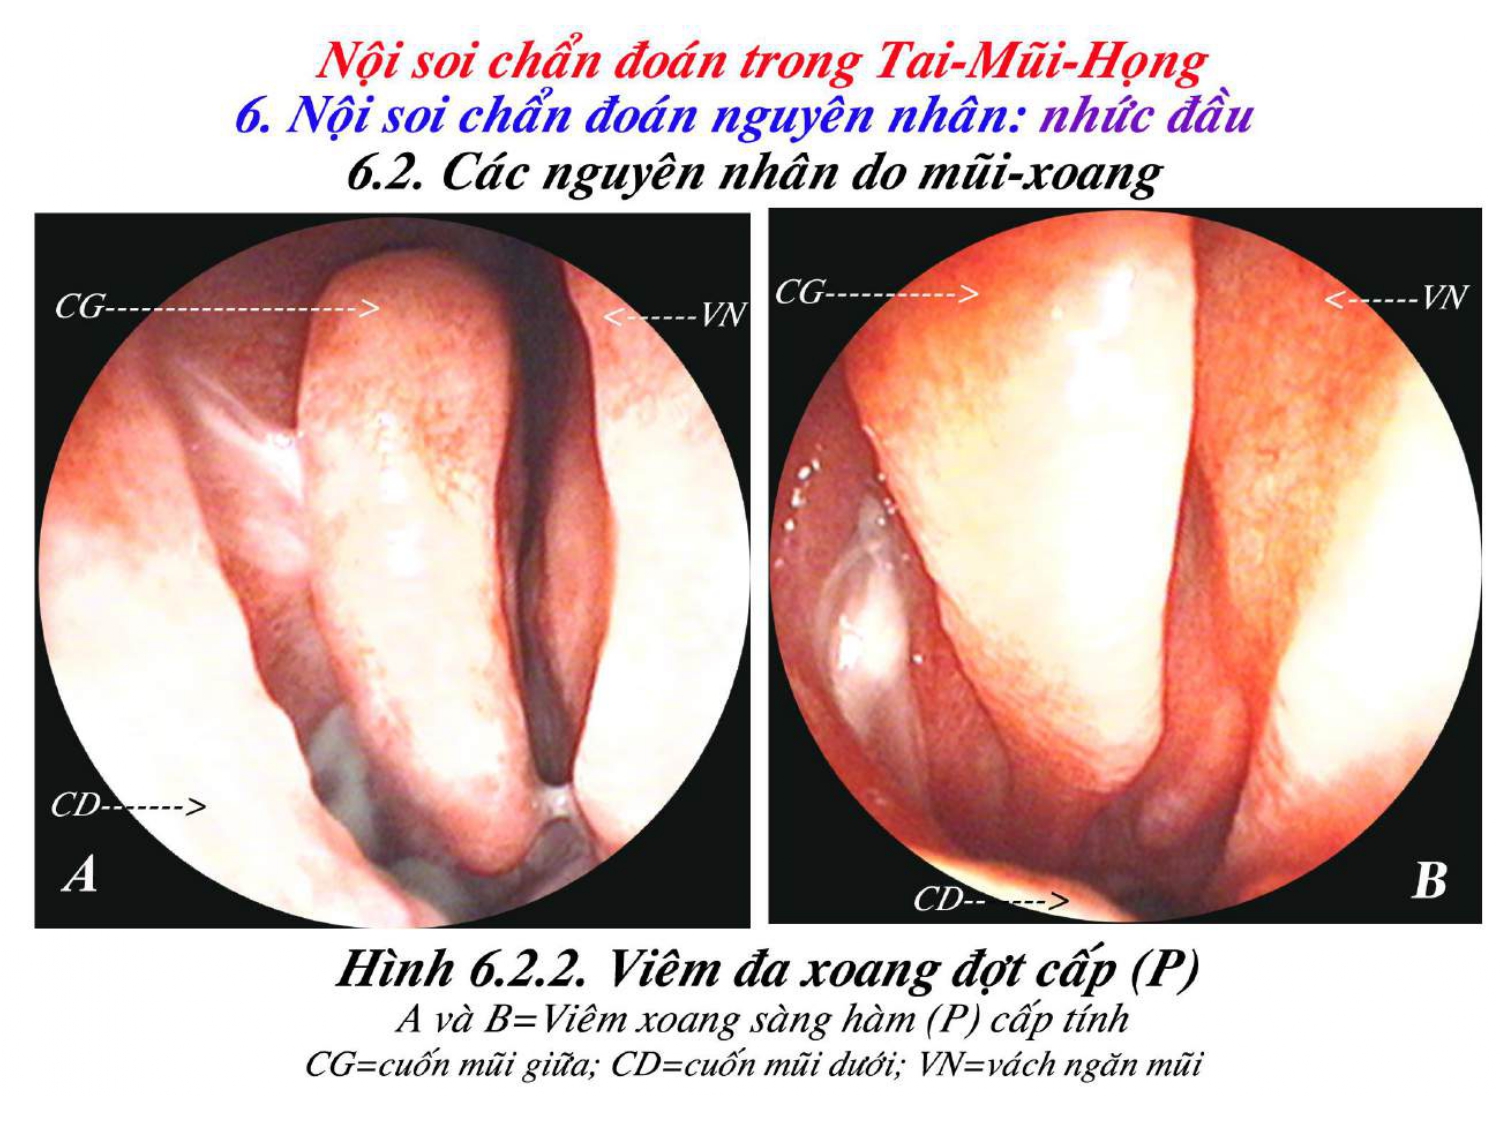 Nội soi chẩn đoán trong Tai-Mũi-Họng
6. Nội soi chẩn đoán nguyên nhân: nhức đầu
6.2. Các nguyên nhân do mũi-xoang
CG--------------------->
<------VN
CD------->
A
CG----------->
<------VN
CD------->
B
Hình 6.2.2. Viêm đa xoang đợt cấp (P)
A và B=Viêm xoang sàng hàm (P) cấp tính
CG=cuốn mũi giữa; CD=cuốn mũi dưới; VN=vách ngăn mũi